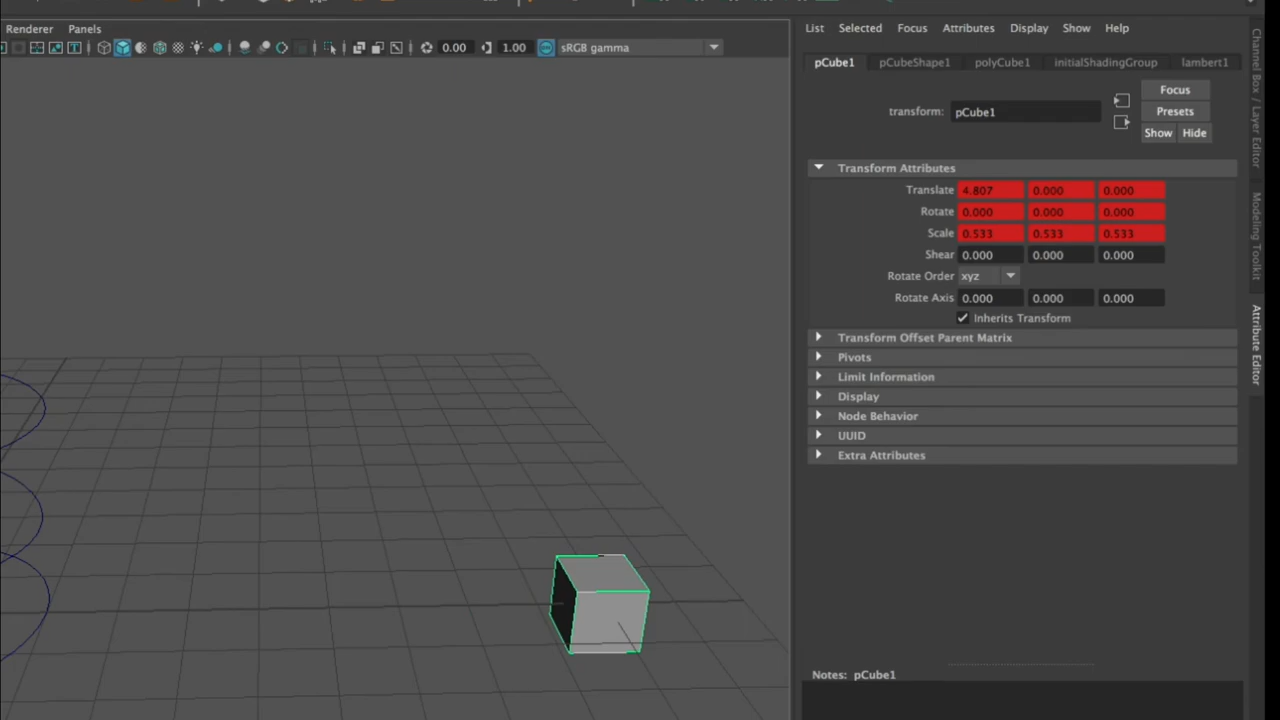 Renderer Panels
0.00 1.00 sRGB gamma
List Selected Focus Attributes Display Show Help
pCube1 pCubeShape1 polyCube1 initialShadingGroup lambert1
Focus
transform: pCube1
Presets
Show Hide
Transform Attributes
Translate 4.807 0.000 0.000
Rotate 0.000 0.000 0.000
Scale 0.533 0.533 0.533
Shear 0.000 0.000 0.000
Rotate Order xyz
Rotate Axis 0.000 0.000 0.000
Inherits Transform
Transform Offset Parent Matrix
Pivots
Limit Information
Display
Node Behavior
UUID
Extra Attributes
Notes: pCube1
Channel Box / Layer Editor
Modeling Toolkit
Attribute Editor